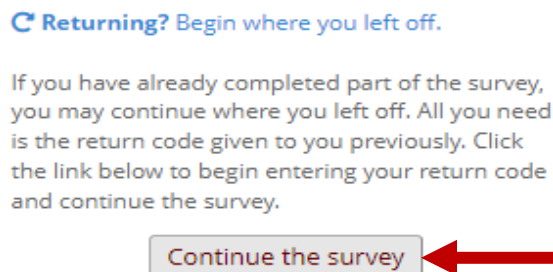 Returning? Begin where you left off.
If you have already completed part of the survey,
you may continue where you left off. All you need
is the return code given to you previously. Click
the link below to begin entering your return code
and continue the survey.
Continue the survey